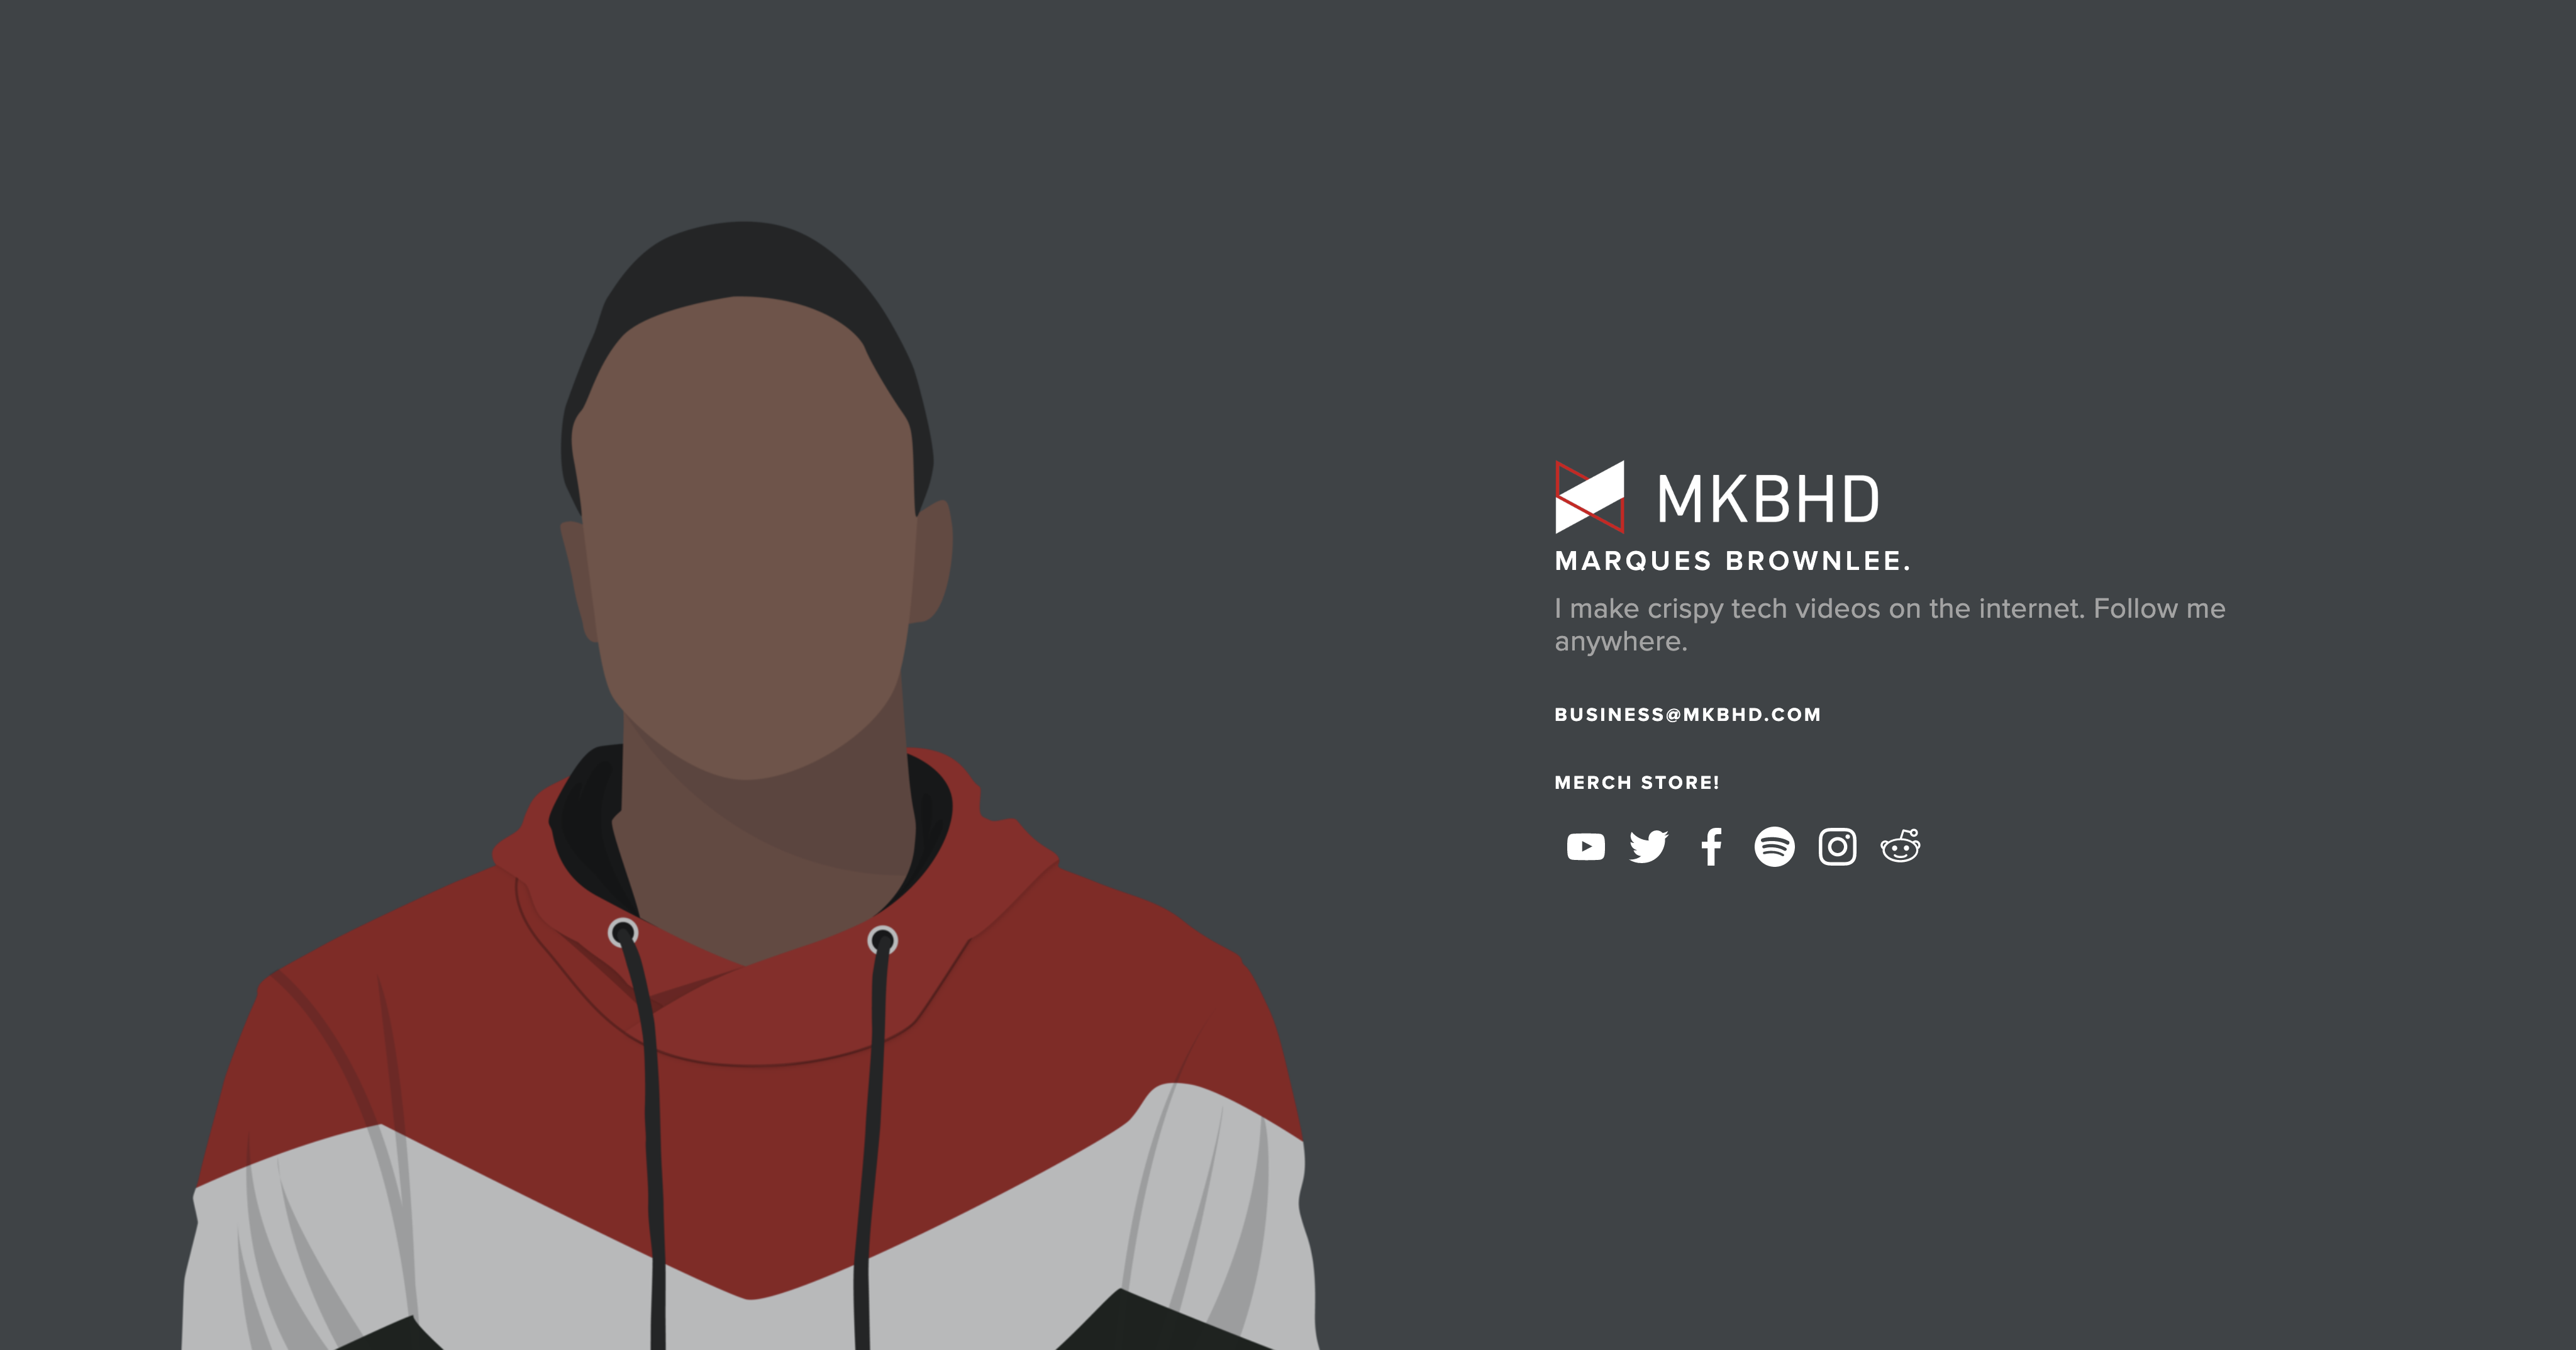 MKBHD
MARQUES BROWNLEE.
I make crispy tech videos on the internet. Follow me
anywhere.
BUSINESS@MKBHD.COM
MERCH STORE!